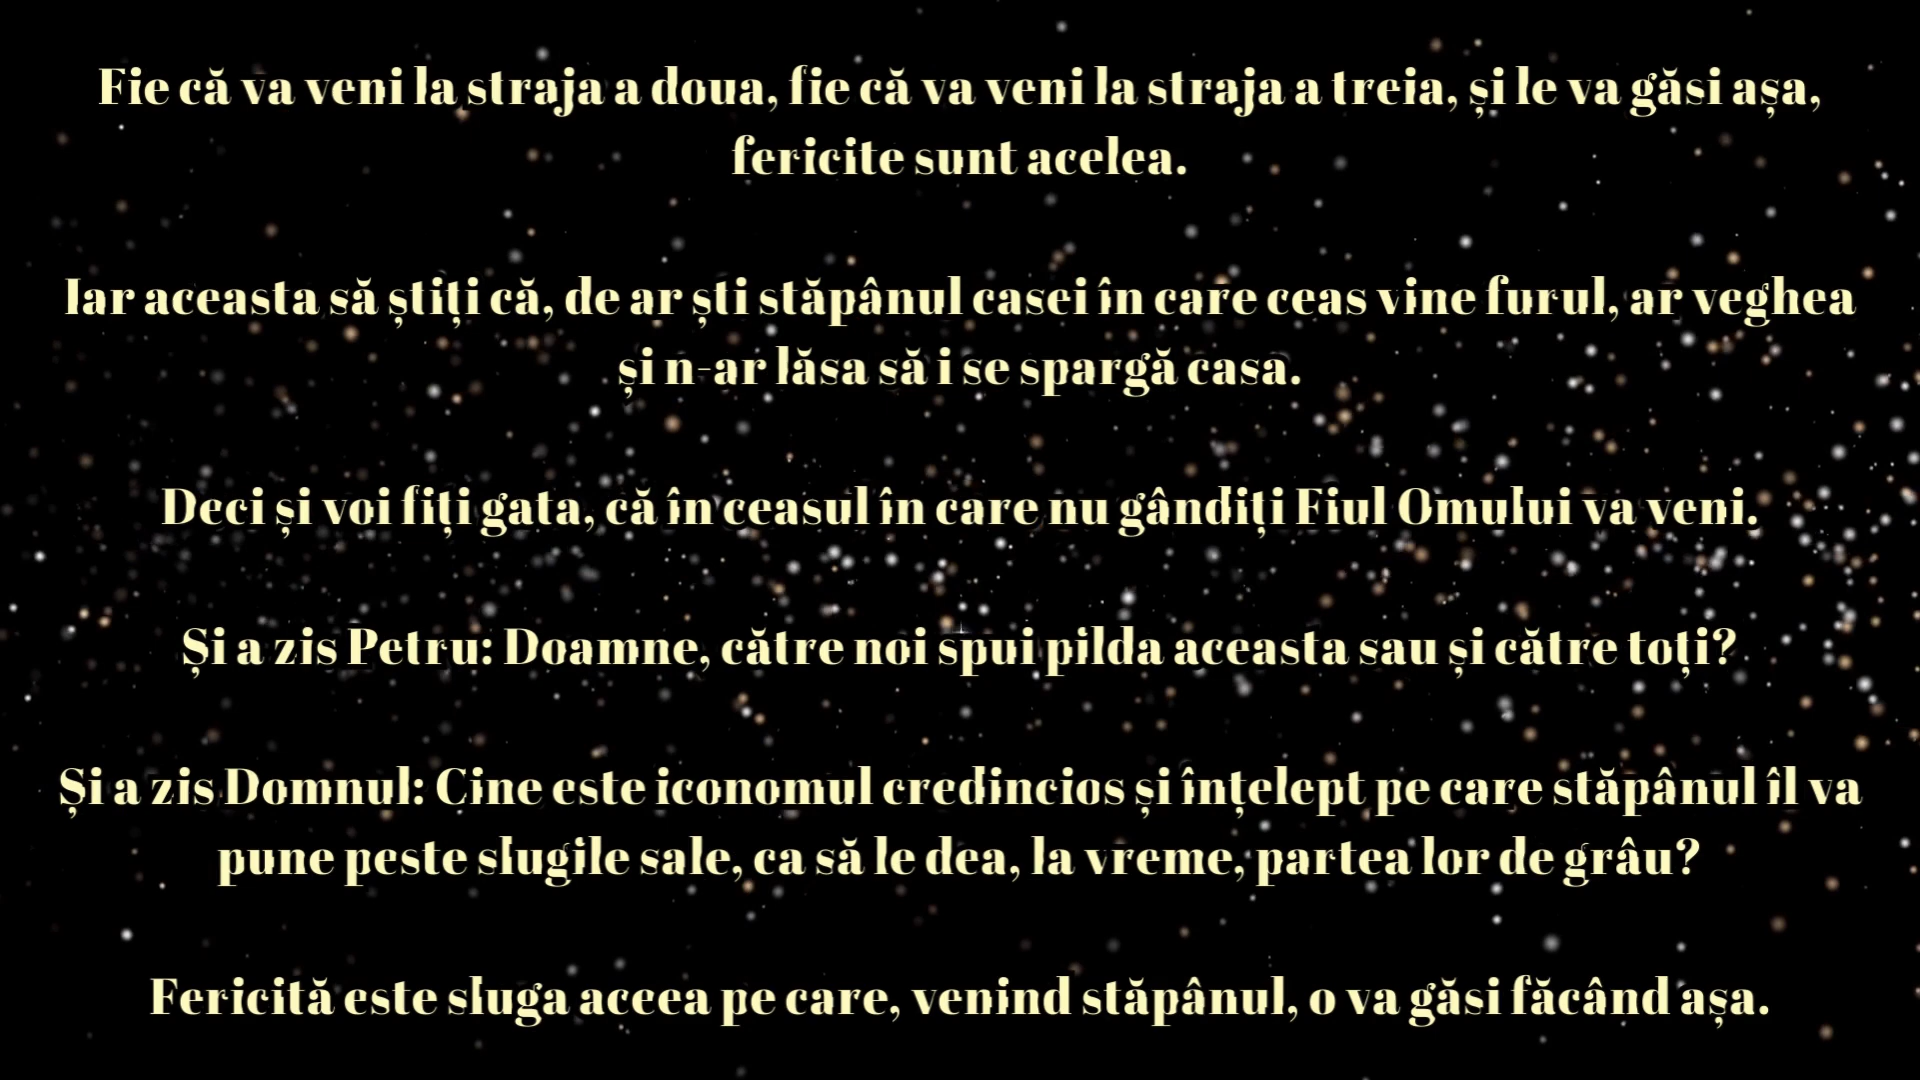 Fie că va veni la straja a doua, fie că va veni la straja a treia, și le va găsi așa,
fericite sunt acelea.
Iar aceasta să știți că, de ar ști stăpânul casei în care ceas vine furul, ar veghea
și n-ar lăsa să i se spargă casa.
Deci și voi fiți gata, că în ceasul în care nu gândiți Fiul Omului va veni.
Și a zis Petru: Doamne, către noi spui pilda aceasta sau și către toți?
Și a zis Domnul: Cine este iconomul credincios și înțelept pe care stăpânul îl va
pune peste slugile sale, ca să le dea, la vreme, partea lor de grâu?
Fericită este sluga aceea pe care, venind stăpânul, o va găsi făcând așa.